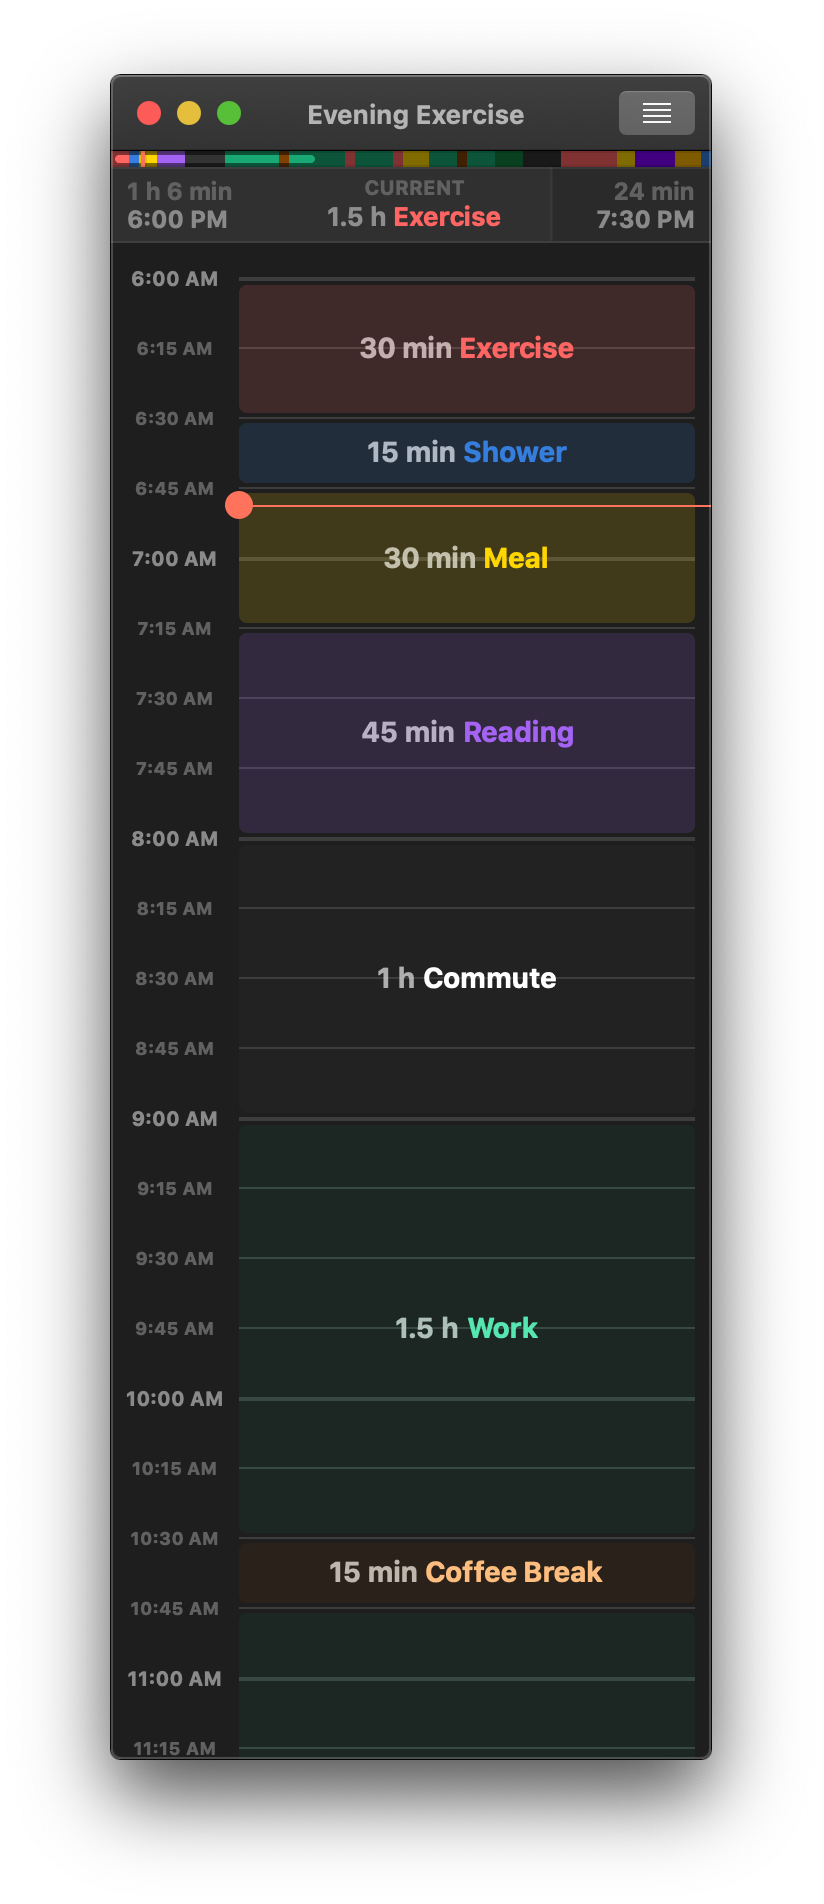 Evening Exercise
1 h 6 min
CURRENT
24 min
6:00 PM
1.5 h Exercise
7:30 PM
6:00 AM
30 min Exercise
6:15 AM
6:30 AM
15 min Shower
6:45 AM
7:00 AM
30 min Meal
7:15 AM
7:30 AM
45 min Reading
7:45 AM
8:00 AM
8:15 AM
8:30 AM
1 h Commute
8:45 AM
9:00 AM
9:15 AM
9:30 AM
9:45 AM
1.5 h Work
10:00 AM
10:15 AM
10:30 AM
15 min Coffee Break
10:45 AM
11:00 AM
11:15 AM